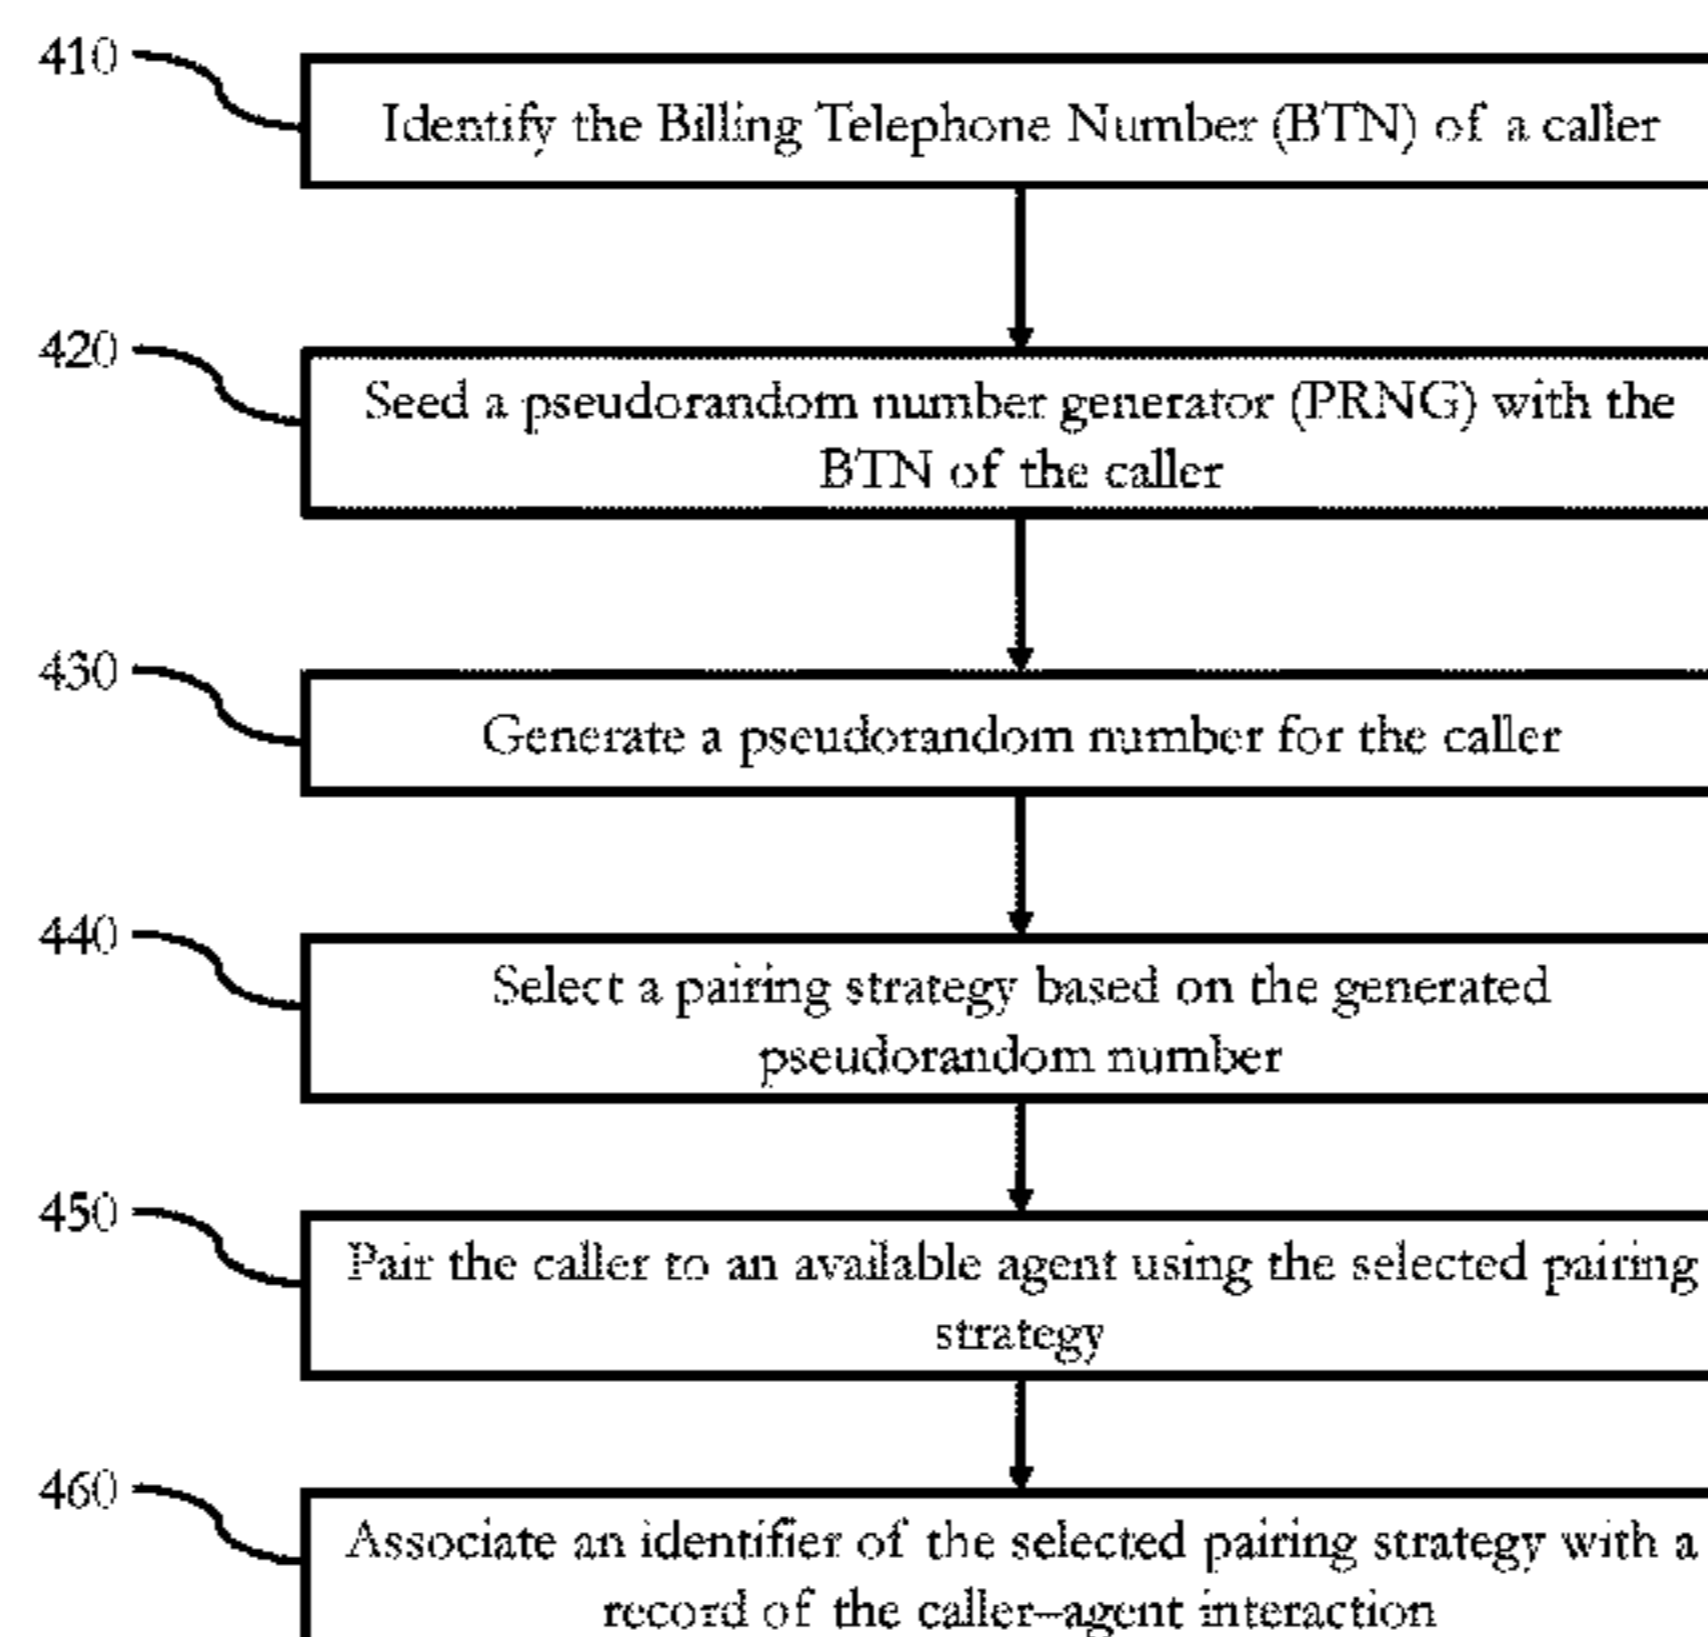 410
Identify the Billing Telephone Number (BTN) of a caller
420
Seed a pseudorandom number generator (PRNG) with the
BTN of the caller
430
Generate a pseudorandom number for the caller
440
Select a pairing strategy based on the generated
pseudorandom number
450
Pair the caller to an available agent using the selected pairing
strategy
460
Associate an identifier of the selected pairing strategy with a
record of the caller–agent interaction